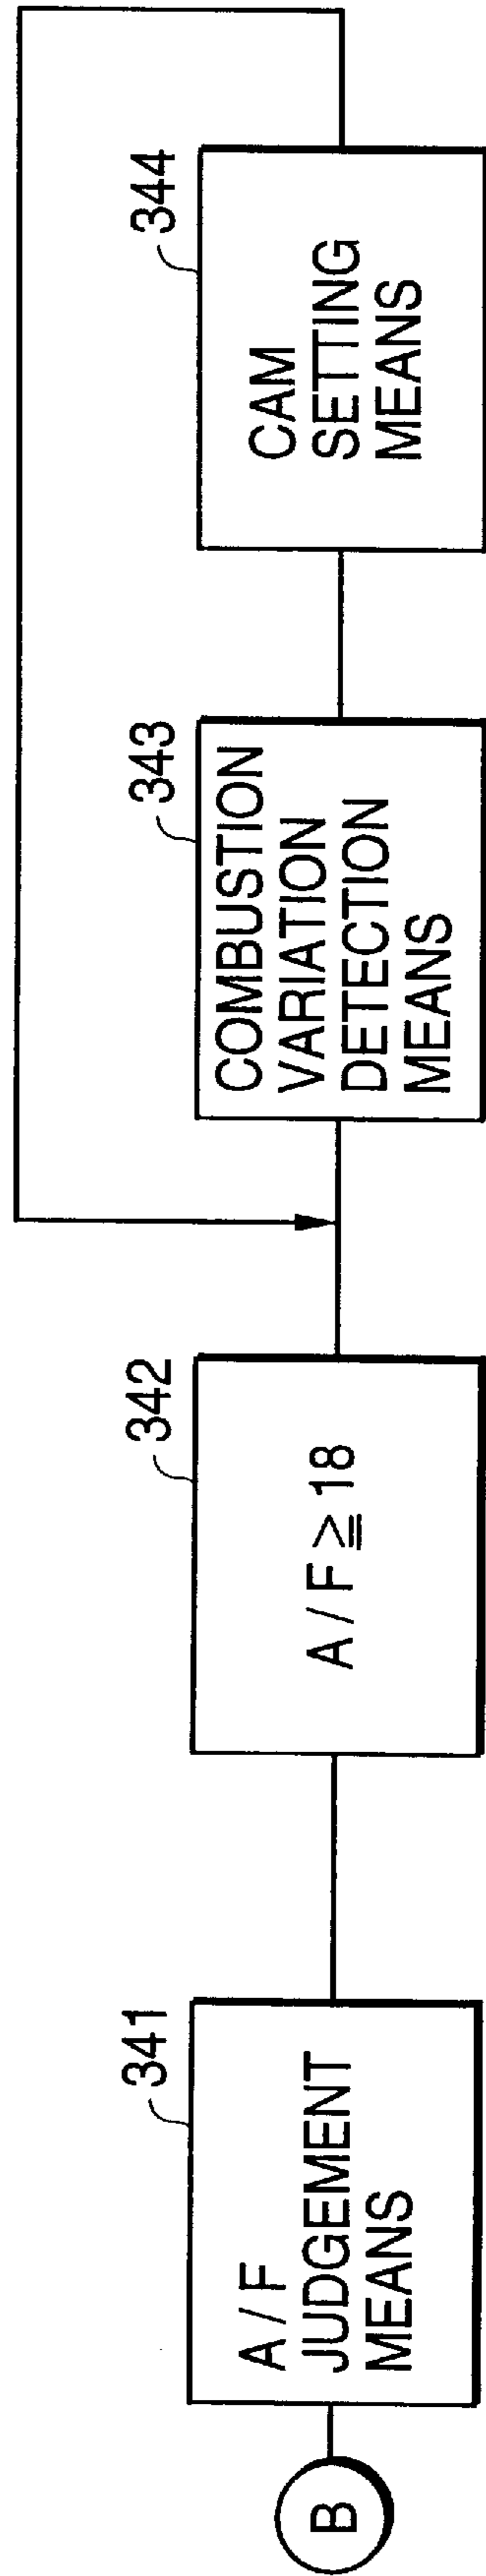 B
341
A / F
JUDGEMENT
MEANS
342
A / F ≧ 18
343
COMBUSTION
VARIATION
DETECTION
MEANS
344
CAM
SETTING
MEANS